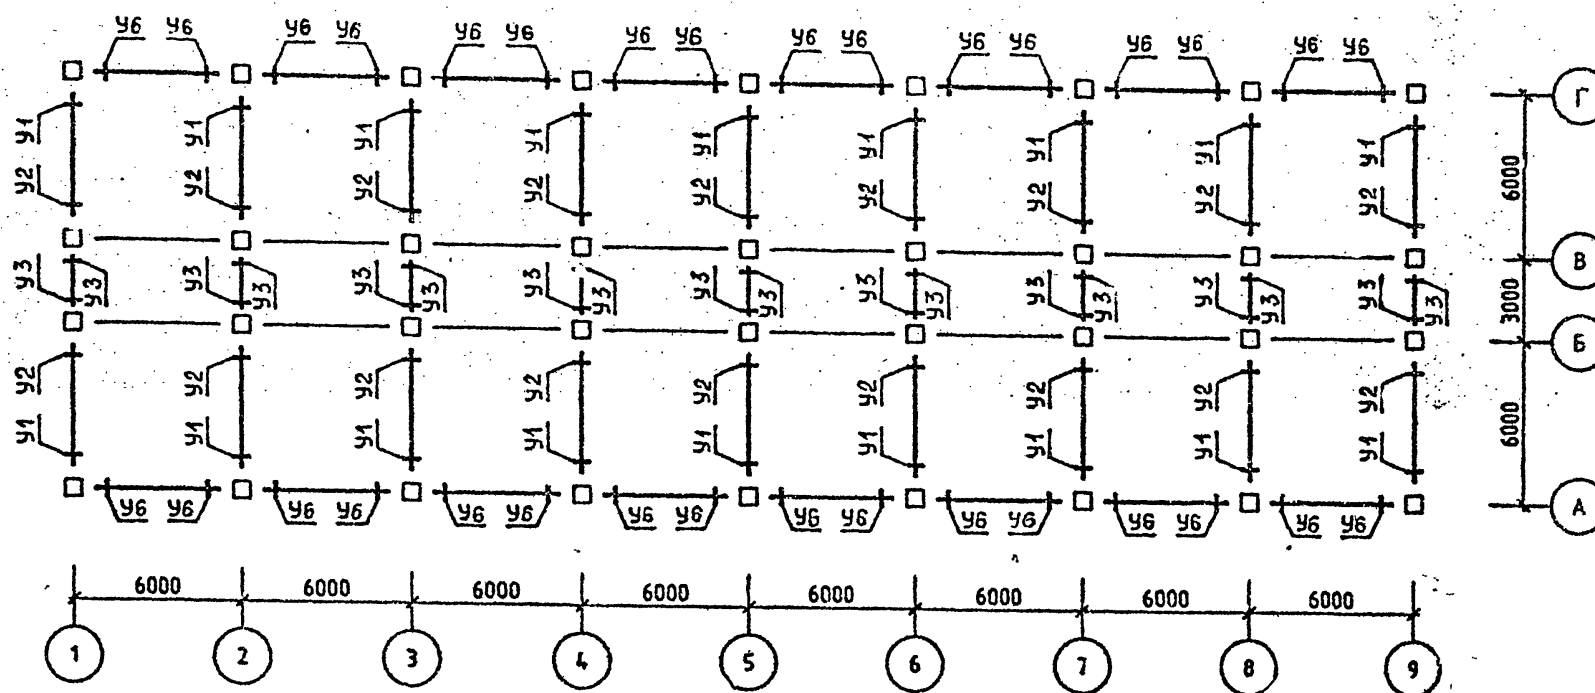 У6 У6 У6 У6 У6 У6 У6 У6 У6 У6 У6 У6 У6 У6 У6 У6
Г
У1 У1 У1 У1 У1 У1 У1 У1 У1
6000
У2 У2 У2 У2 У2 У2 У2 У2 У2
В
У3 У3 У3 У3 У3 У3 У3 У3 У3 У3 У3 У3 У3 У3 У3 У3 У3 У3
3000
Б
У2 У2 У2 У2 У2 У2 У2 У2 У2
6000
У1 У1 У1 У1 У1 У1 У1 У1 У1
А
У6 У6 У6 У6 У6 У6 У6 У6 У6 У6 У6 У6 У6 У6 У6 У6
6000 6000 6000 6000 6000 6000 6000 6000
1 2 3 4 5 6 7 8 9